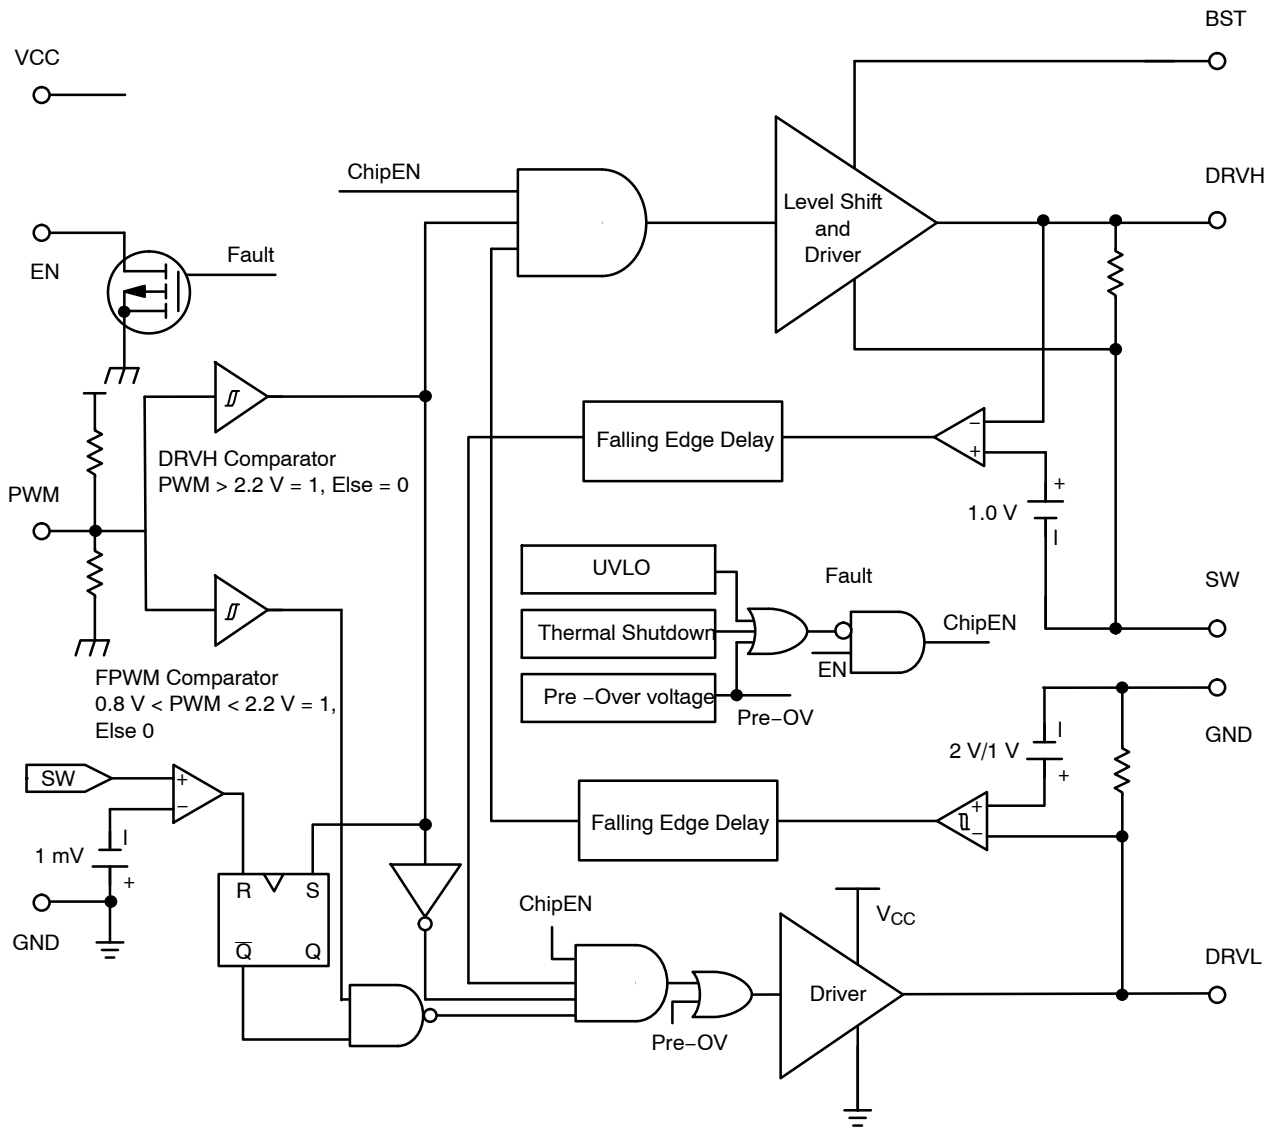 BST
VCC
ChipEN
DRVH
Level Shift
and
Driver
Fault
EN
DRVH Comparator
PWM > 2.2 V = 1, Else = 0
Falling Edge Delay
−
+
+
1.0 V
I
PWM
UVLO
Fault
SW
Thermal Shutdown
ChipEN
EN
FPWM Comparator
0.8 V < PWM < 2.2 V = 1,
Else 0
Pre −Over voltage
Pre−OV
GND
I
2 V/1 V
+
SW
+
−
Falling Edge Delay
+
−
I
1 mV
+
R
S
ChipEN
VCC
GND
Q
Q
DRVL
Driver
Pre−OV